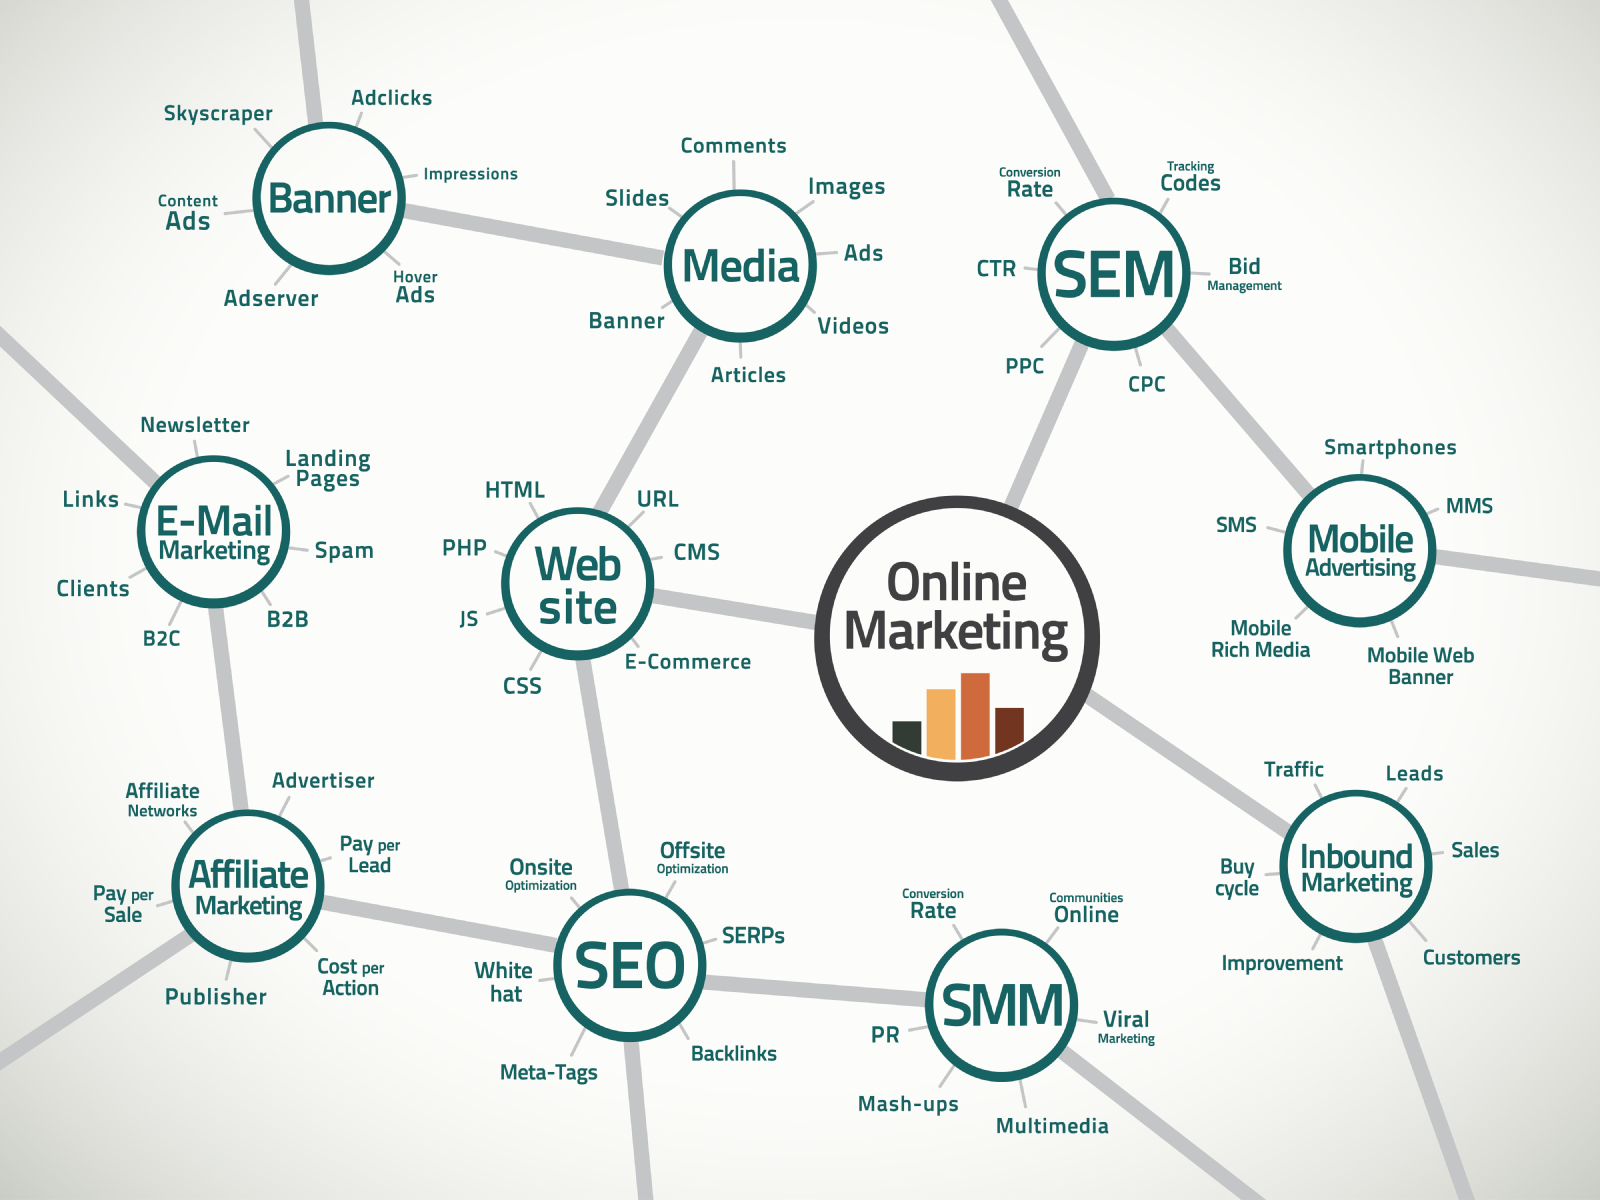 Adclicks
Skyscraper
Impressions
Banner
Content
Ads
Hover
Ads
Adserver
Comments
Images
Slides
Ads
Media
Banner
Videos
Articles
Conversion
Rate
Tracking
Codes
CTR
SEM
Bid
Management
PPC
CPC
Newsletter
Landing
Pages
Links
E-Mail
Marketing
Spam
Clients
B2B
B2C
HTML
URL
PHP
CMS
Web
site
JS
E-Commerce
CSS
Online
Marketing
Smartphones
MMS
SMS
Mobile
Advertising
Mobile
Rich Media
Mobile Web
Banner
Affiliate
Networks
Advertiser
Pay per
Lead
Affiliate
Marketing
Pay per
Sale
Cost per
Action
Publisher
Onsite
Optimization
Offsite
Optimization
SERPs
SEO
White
hat
Backlinks
Meta-Tags
Conversion
Rate
Communities
Online
SMM
Viral
Marketing
PR
Mash-ups
Multimedia
Traffic
Leads
Sales
Inbound
Marketing
Buy
cycle
Improvement
Customers